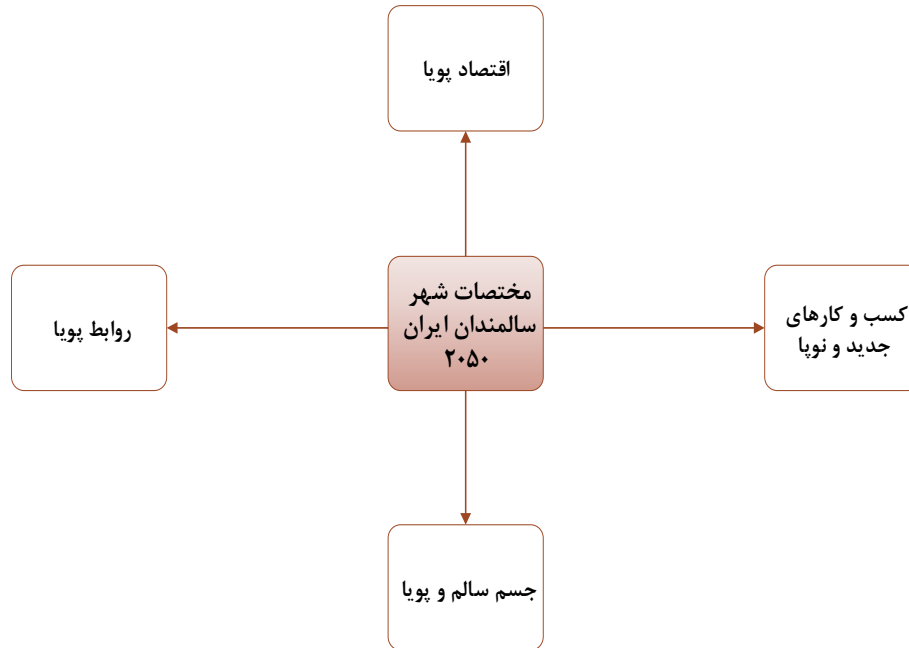 اقتصاد پویا
کسب و کارهای
جدید و نوپا
مختصات شهر
سالمندان ایران
۲۰۵۰
روابط پویا
جسم سالم و پویا